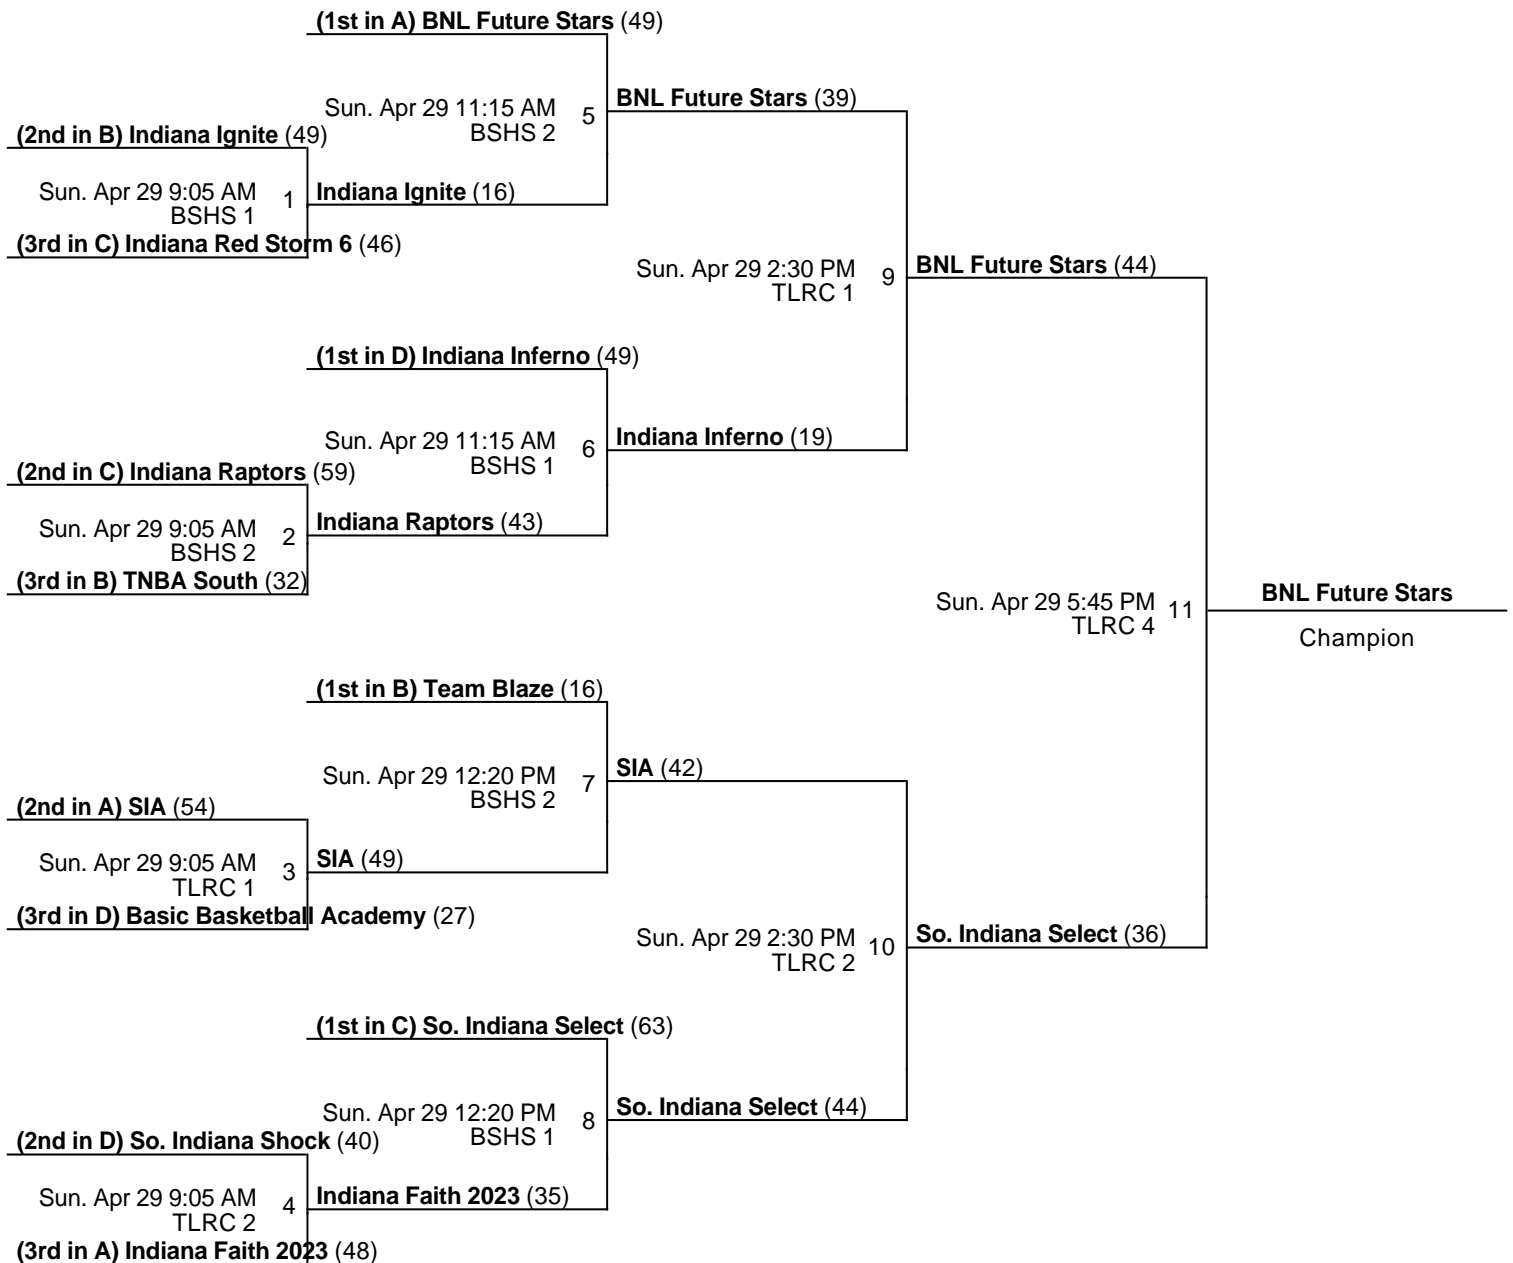 (1st in A) BNL Future Stars (49)
Sun. Apr 29 11:15 AM 5
BSHS 2
BNL Future Stars (39)
(2nd in B) Indiana Ignite (49)
Sun. Apr 29 9:05 AM 1
BSHS 1
Indiana Ignite (16)
(3rd in C) Indiana Red Storm 6 (46)
Sun. Apr 29 2:30 PM 9
TLRC 1
BNL Future Stars (44)
(1st in D) Indiana Inferno (49)
Sun. Apr 29 11:15 AM 6
BSHS 1
Indiana Inferno (19)
(2nd in C) Indiana Raptors (59)
Sun. Apr 29 9:05 AM 2
BSHS 2
Indiana Raptors (43)
(3rd in B) TNBA South (32)
Sun. Apr 29 5:45 PM 11
TLRC 4
BNL Future Stars
Champion
(1st in B) Team Blaze (16)
Sun. Apr 29 12:20 PM 7
BSHS 2
SIA (42)
(2nd in A) SIA (54)
Sun. Apr 29 9:05 AM 3
TLRC 1
SIA (49)
(3rd in D) Basic Basketball Academy (27)
Sun. Apr 29 2:30 PM 10
TLRC 2
So. Indiana Select (36)
(1st in C) So. Indiana Select (63)
Sun. Apr 29 12:20 PM 8
BSHS 1
So. Indiana Select (44)
(2nd in D) So. Indiana Shock (40)
Sun. Apr 29 9:05 AM 4
TLRC 2
Indiana Faith 2023 (35)
(3rd in A) Indiana Faith 2023 (48)